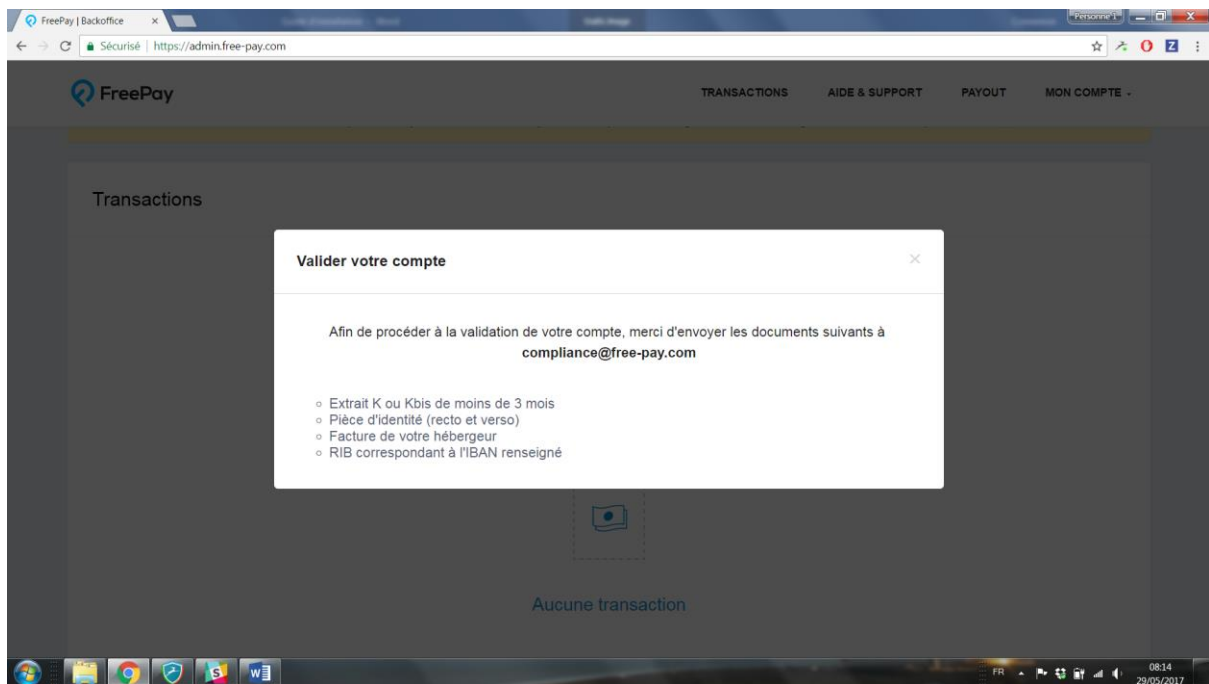 FreePay | Backoffice
Personne 1
Sécurisé | https://admin.free-pay.com
FreePay
TRANSACTIONS AIDE & SUPPORT PAYOUT MON COMPTE
Transactions
Valider votre compte
Afin de procéder à la validation de votre compte, merci d'envoyer les documents suivants à
compliance@free-pay.com
Extrait K ou Kbis de moins de 3 mois
Pièce d'identité (recto et verso)
Facture de votre hébergeur
RIB correspondant à l'IBAN renseigné
Aucune transaction
FR
08:14
29/05/2017